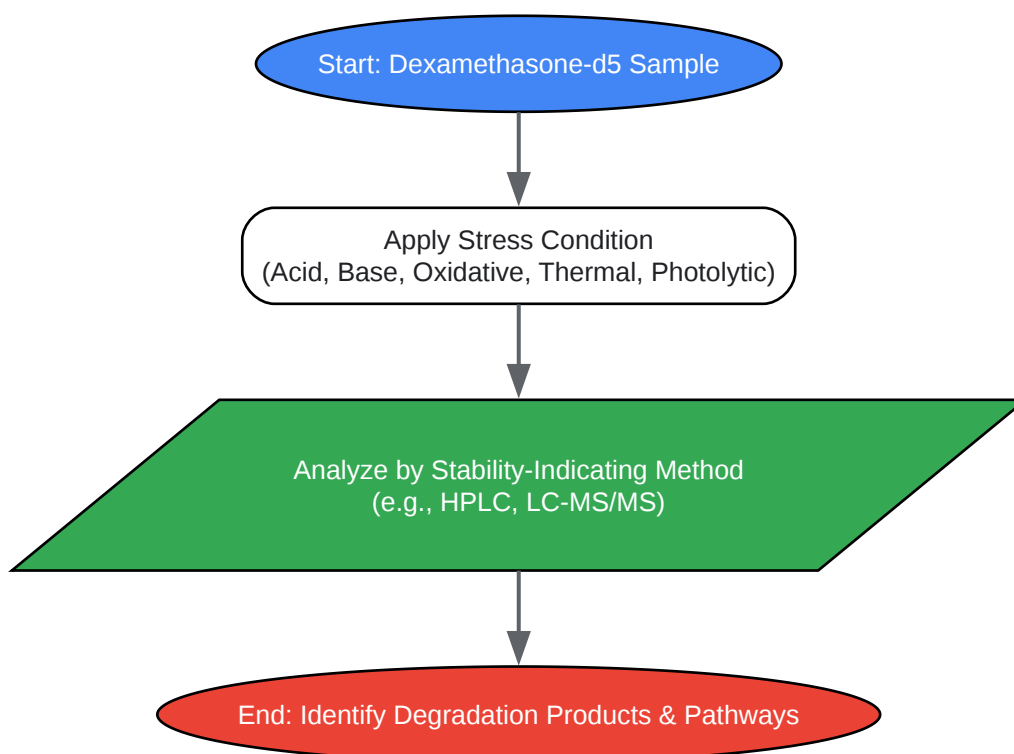 Start: Dexamethasone-d5 Sample
Apply Stress Condition
(Acid, Base, Oxidative, Thermal, Photolytic)
Analyze by Stability-Indicating Method
(e.g., HPLC, LC-MS/MS)
End: Identify Degradation Products & Pathways